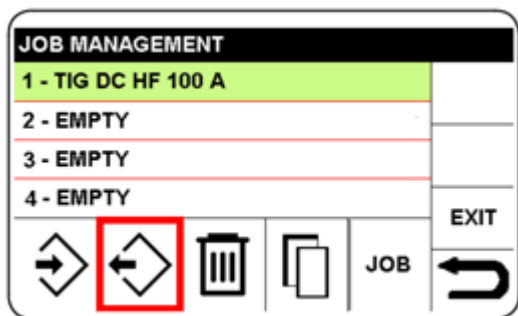 JOB MANAGEMENT
1 - TIG DC HF 100 A
2 - EMPTY
3 - EMPTY
4 - EMPTY
EXIT
JOB